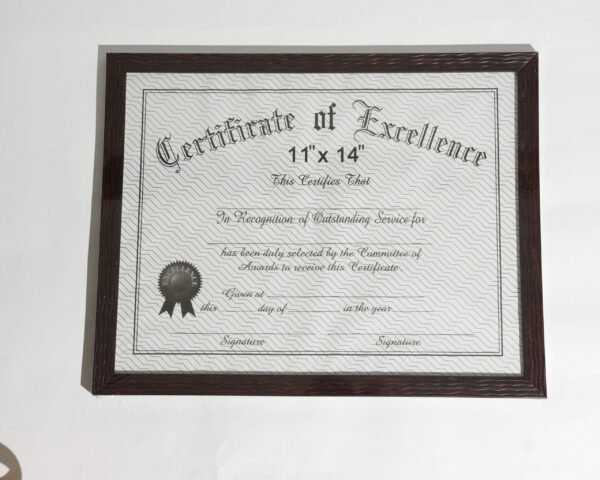 Certificate of Excellence
11"x 14"
This Certifies That
In Recognition of Outstanding Service for
has been duly selected by the Committee of
Awards to receive this Certificate.
EXCELLENCE
Given at
this day of in the year
Signature Signature